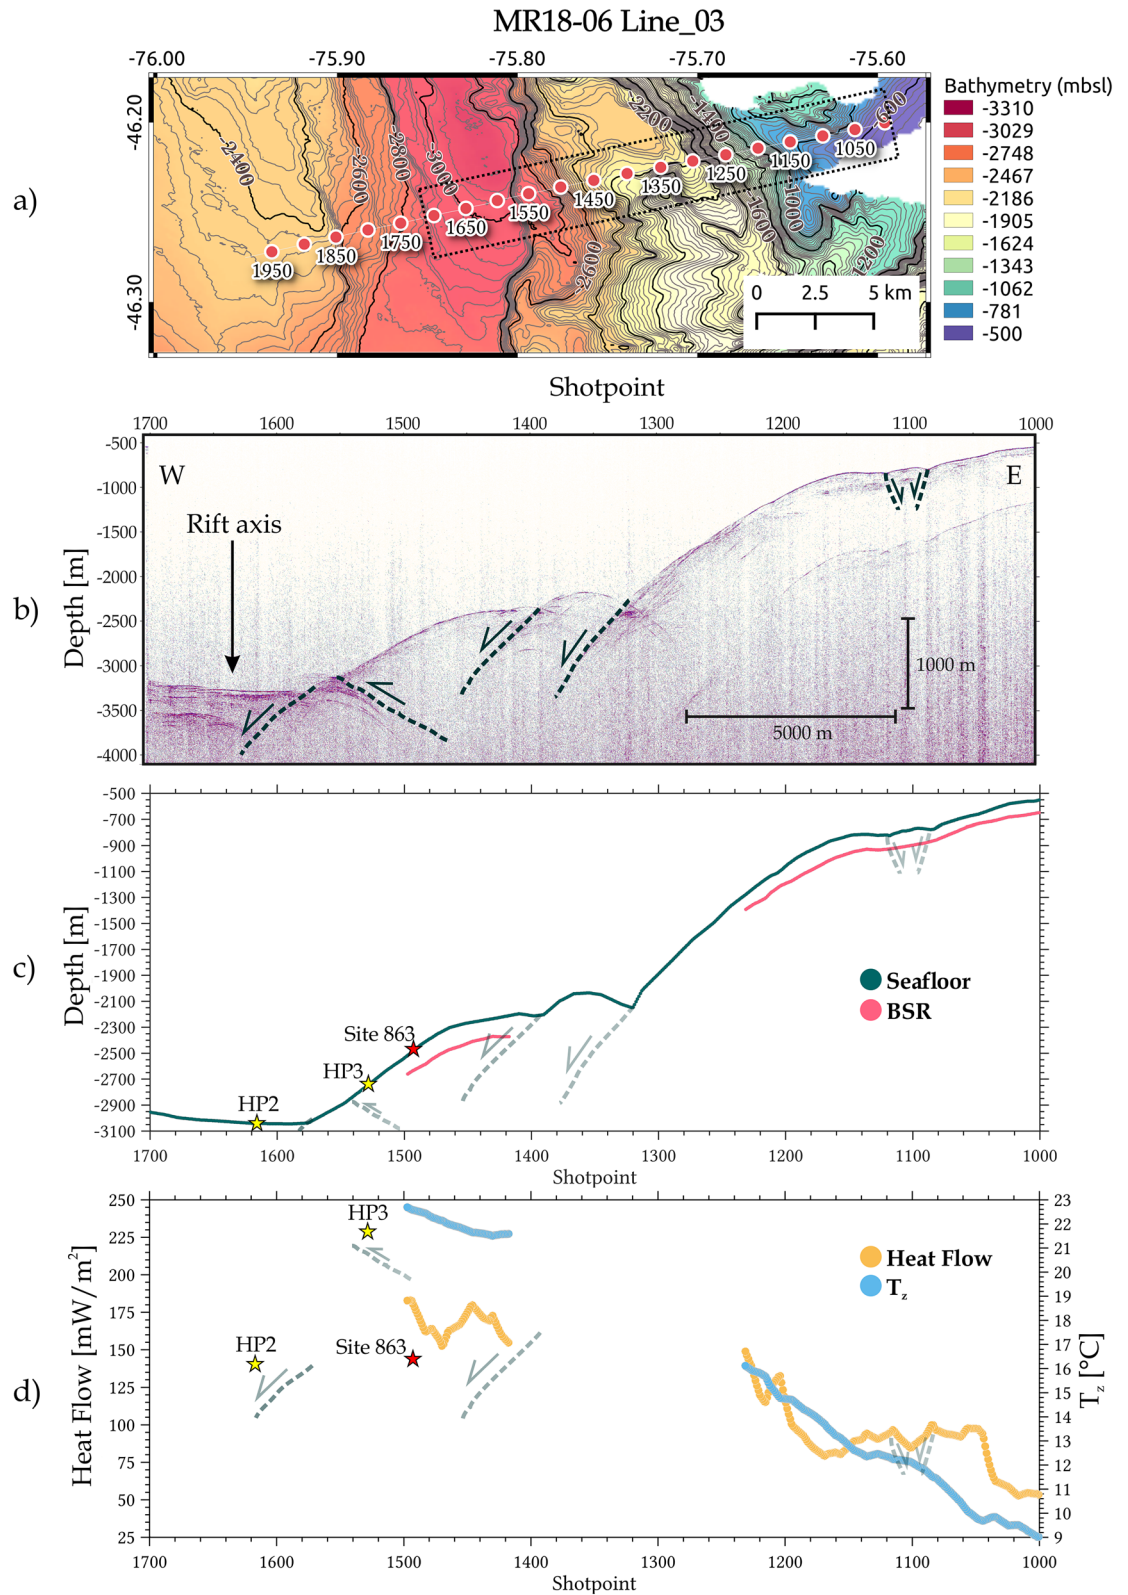 MR18-06 Line_03
-76.00 -75.90 -75.80 -75.70 -75.60
a)
-46.20
-46.30
-2400
-2600
-2800
-3000
-2200
-1400
-600
-2600
-1600
-1000
-1200
1950 1850 1750 1650 1550 1450 1350 1250 1150 1050
0 2.5 5 km
Bathymetry (mbsl)
-3310
-3029
-2748
-2467
-2186
-1905
-1624
-1343
-1062
-781
-500
Shotpoint
1700 1600 1500 1400 1300 1200 1100 1000
b)
Depth [m]
-500
-1000
-1500
-2000
-2500
-3000
-3500
-4000
W
E
Rift axis
1000 m
5000 m
c)
Depth [m]
-500
-700
-900
-1100
-1300
-1500
-1700
-1900
-2100
-2300
-2500
-2700
-2900
-3100
Seafloor
BSR
Site 863
HP3
HP2
1700 1600 1500 1400 1300 1200 1100 1000
Shotpoint
d)
Heat Flow [mW/m²]
250
225
200
175
150
125
100
75
50
25
HP3
HP2
Site 863
Heat Flow
Tz
23
22
21
20
19
18
17
16
15
14
13
12
11
10
9
Tz [°C]
1700 1600 1500 1400 1300 1200 1100 1000
Shotpoint